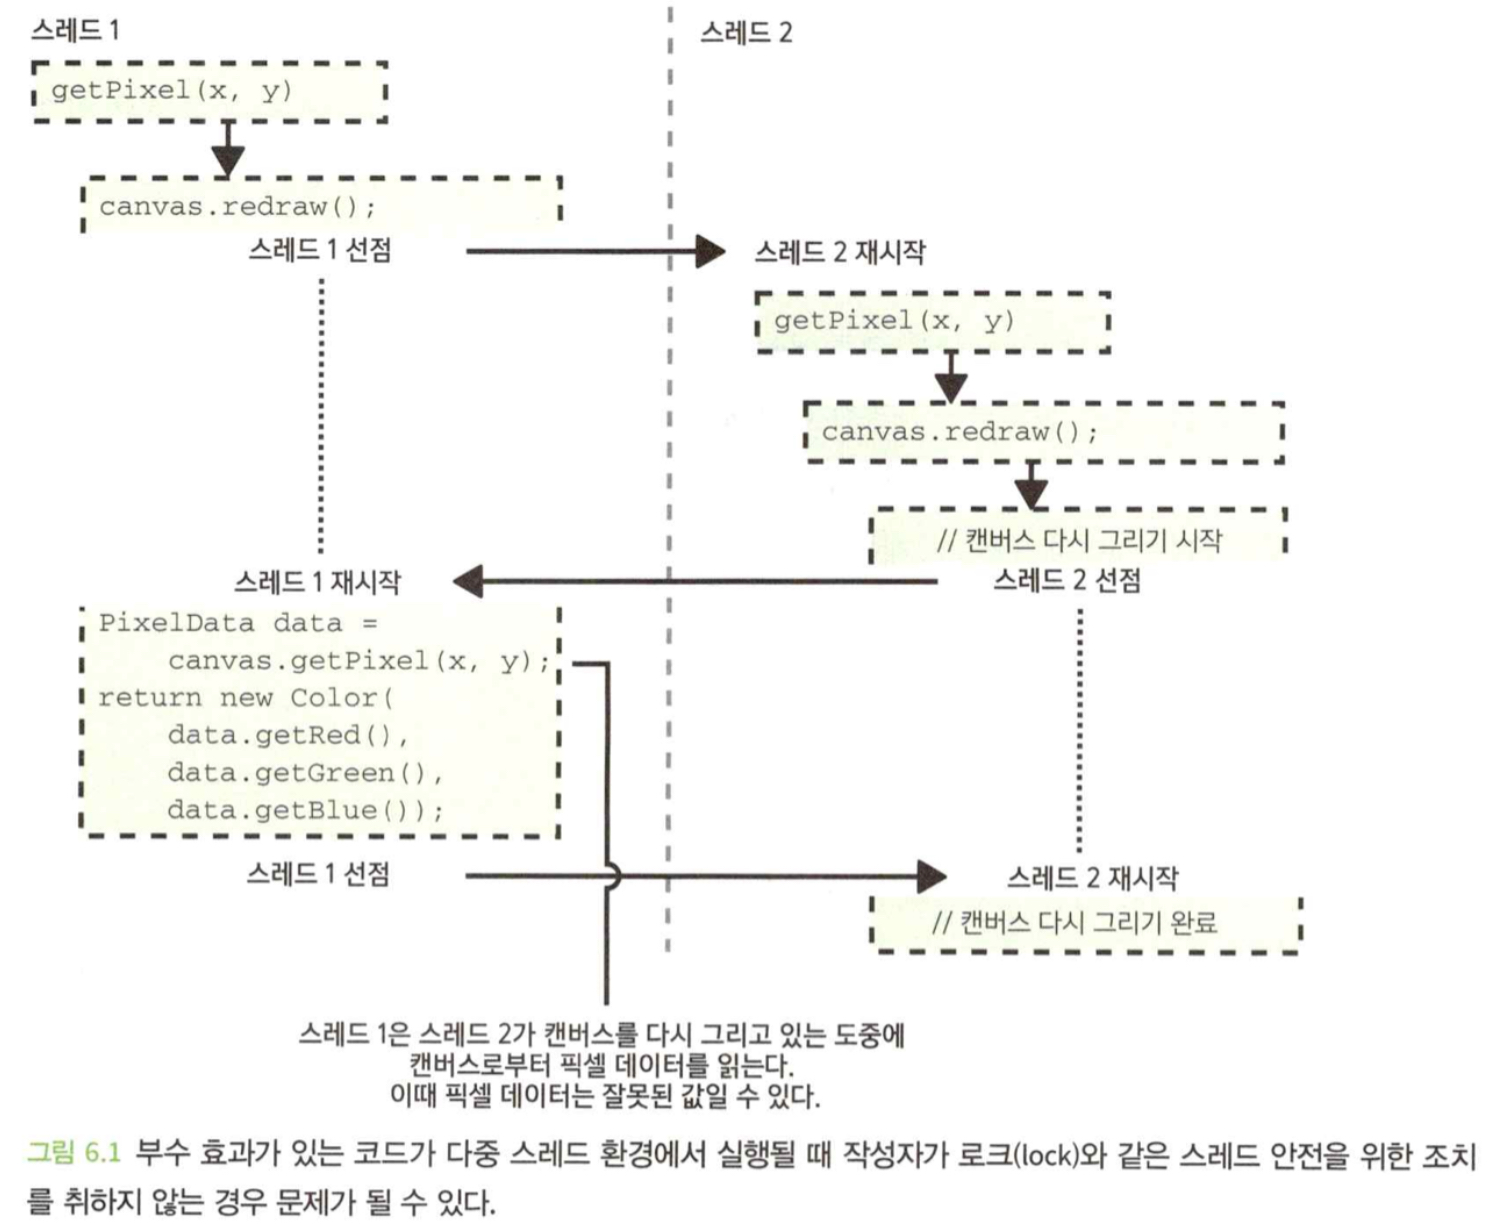 스레드 1
스레드 2
getPixel(x, y)
canvas.redraw();
스레드 1 선점
스레드 2 재시작
getPixel(x, y)
canvas.redraw();
// 캔버스 다시 그리기 시작
스레드 1 재시작
스레드 2 선점
PixelData data =
canvas.getPixel(x, y);
return new Color(
data.getRed(),
data.getGreen(),
data.getBlue());
스레드 1 선점
스레드 2 재시작
// 캔버스 다시 그리기 완료
스레드 1은 스레드 2가 캔버스를 다시 그리고 있는 도중에
캔버스로부터 픽셀 데이터를 읽는다.
이때 픽셀 데이터는 잘못된 값일 수 있다.
그림 6.1 부수 효과가 있는 코드가 다중 스레드 환경에서 실행될 때 작성자가 로크(lock)와 같은 스레드 안전을 위한 조치
를 취하지 않는 경우 문제가 될 수 있다.